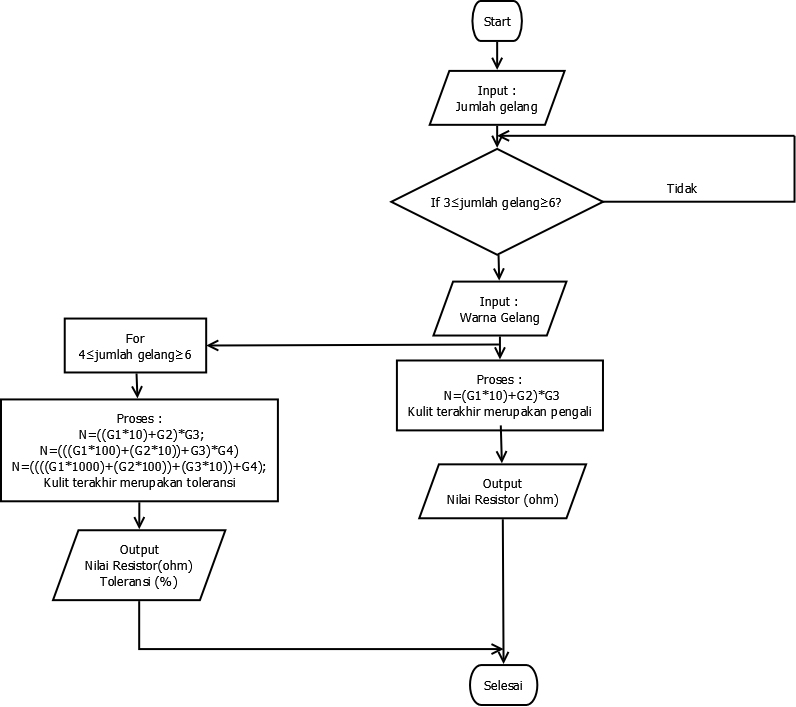 Start
Input :
Jumlah gelang
If 3≤jumlah gelang≥6?
Tidak
Input :
Warna Gelang
For
4≤jumlah gelang≥6
Proses :
N=(G1*10)+G2)*G3
Kulit terakhir merupakan pengali
Proses :
N=((G1*10)+G2)*G3;
N=(((G1*100)+(G2*10))+G3)*G4)
N=((((G1*1000)+(G2*100))+(G3*10))+G4);
Kulit terakhir merupakan toleransi
Output
Nilai Resistor (ohm)
Output
Nilai Resistor(ohm)
Toleransi (%)
Selesai